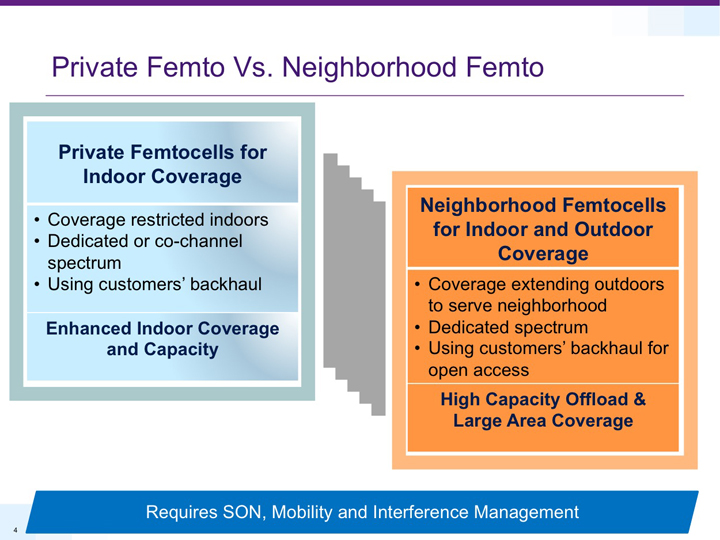 Private Femto Vs. Neighborhood Femto
Private Femtocells for
Indoor Coverage
• Coverage restricted indoors
• Dedicated or co-channel
spectrum
• Using customers’ backhaul
Enhanced Indoor Coverage
and Capacity
Neighborhood Femtocells
for Indoor and Outdoor
Coverage
• Coverage extending outdoors
to serve neighborhood
• Dedicated spectrum
• Using customers’ backhaul for
open access
High Capacity Offload &
Large Area Coverage
Requires SON, Mobility and Interference Management
4